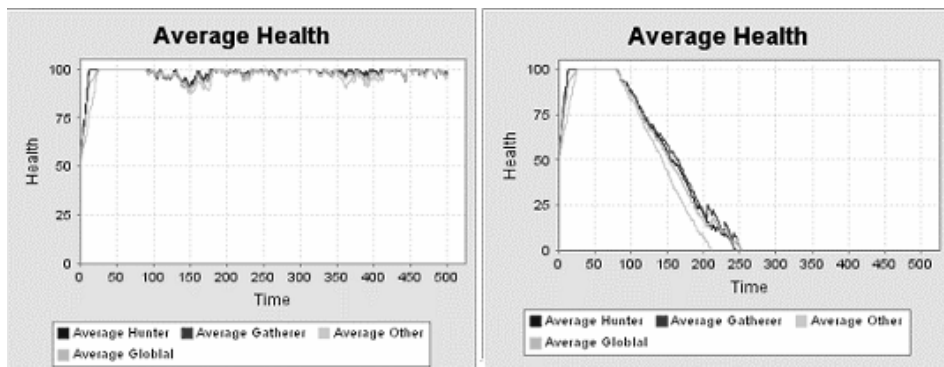 Average Health
100
75
50
25
0
Health
0 50 100 150 200 250 300 350 400 450 500
Time
Average Hunter Average Gatherer Average Other
Average Globlal
Average Health
100
75
50
25
0
Health
0 50 100 150 200 250 300 350 400 450 500
Time
Average Hunter Average Gatherer Average Other
Average Globlal